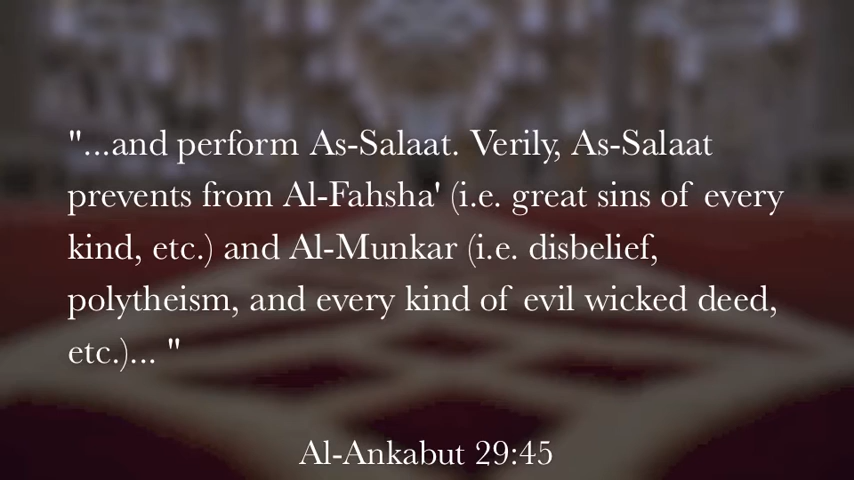 "...and perform As-Salaat. Verily, As-Salaat
prevents from Al-Fahsha' (i.e. great sins of every
kind, etc.) and Al-Munkar (i.e. disbelief,
polytheism, and every kind of evil wicked deed,
etc.)... "
Al-Ankabut 29:45